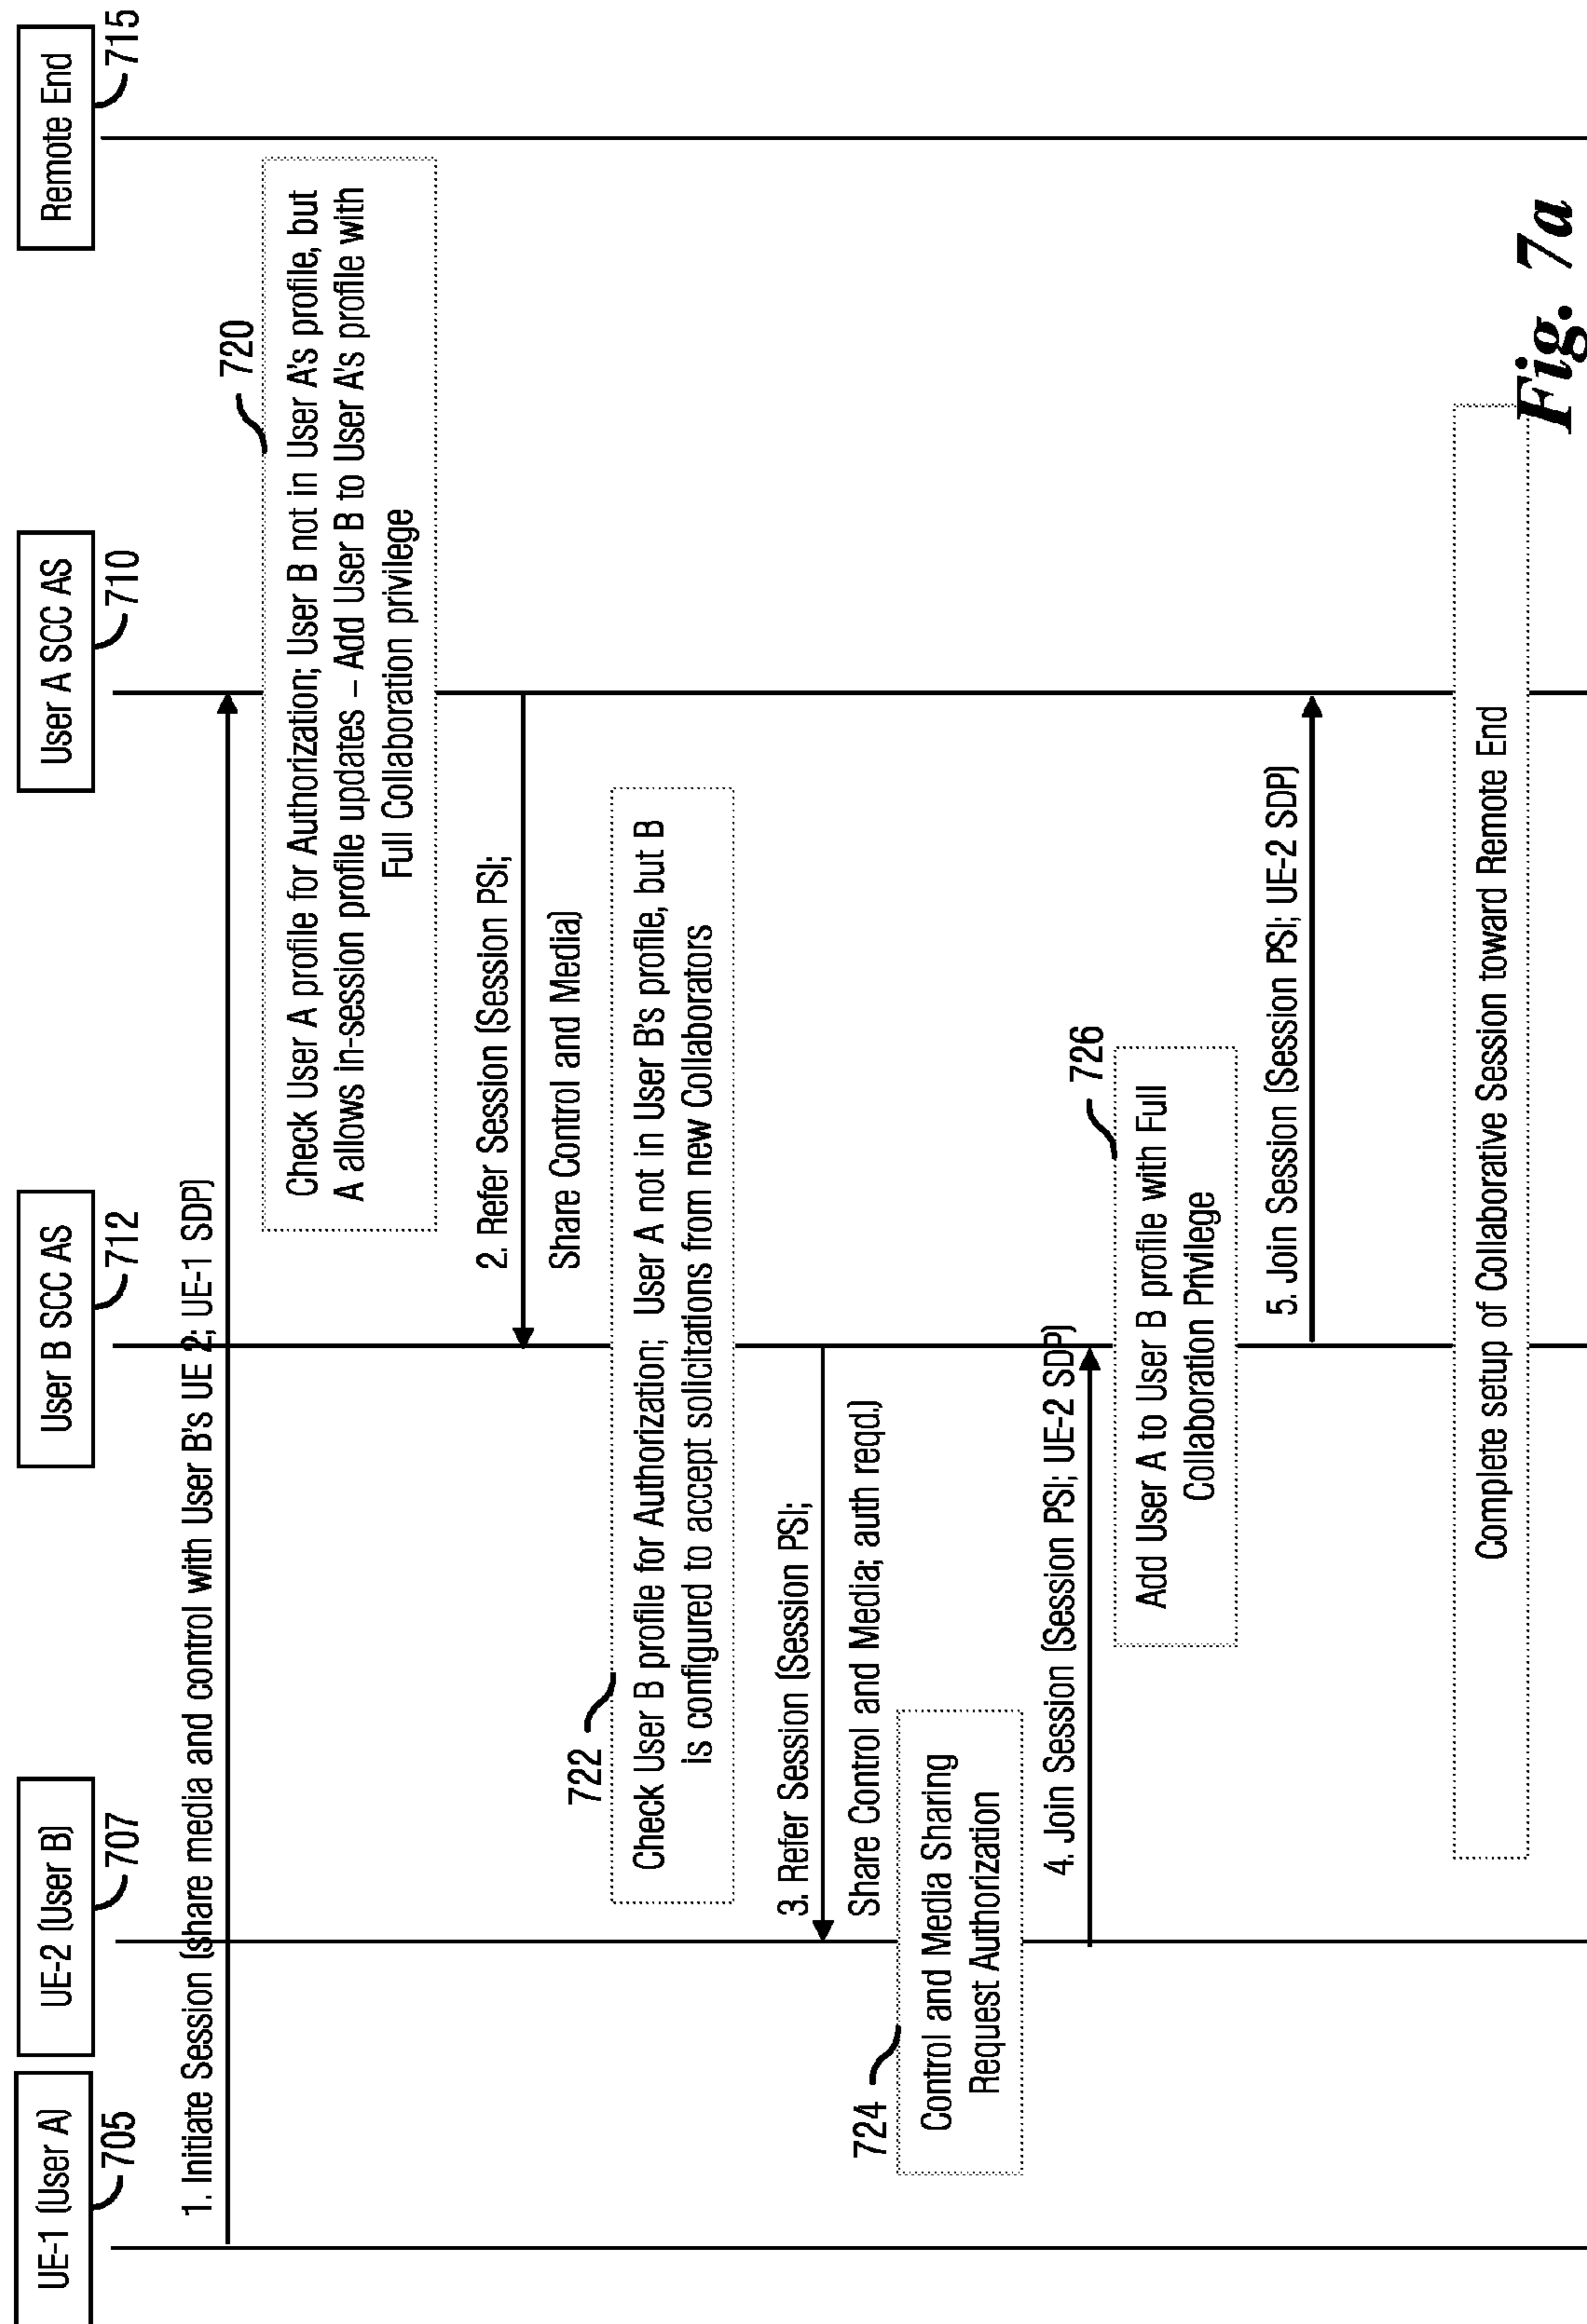 UE-1 (User A)
705
UE-2 (User B)
707
User B SCC AS
712
User A SCC AS
710
Remote End
715
1. Initiate Session (share media and control with User B's UE 2; UE-1 SDP)
720
Check User A profile for Authorization; User B not in User A's profile, but
A allows in-session profile updates – Add User B to User A's profile with
Full Collaboration privilege
2. Refer Session (Session PSI;
Share Control and Media)
722
Check User B profile for Authorization; User A not in User B's profile, but B
is configured to accept solicitations from new Collaborators
3. Refer Session (Session PSI;
Share Control and Media; auth reqd.)
724
Control and Media Sharing
Request Authorization
4. Join Session (Session PSI; UE-2 SDP)
726
Add User A to User B profile with Full
Collaboration Privilege
5. Join Session (Session PSI; UE-2 SDP)
Complete setup of Collaborative Session toward Remote End
Fig. 7a